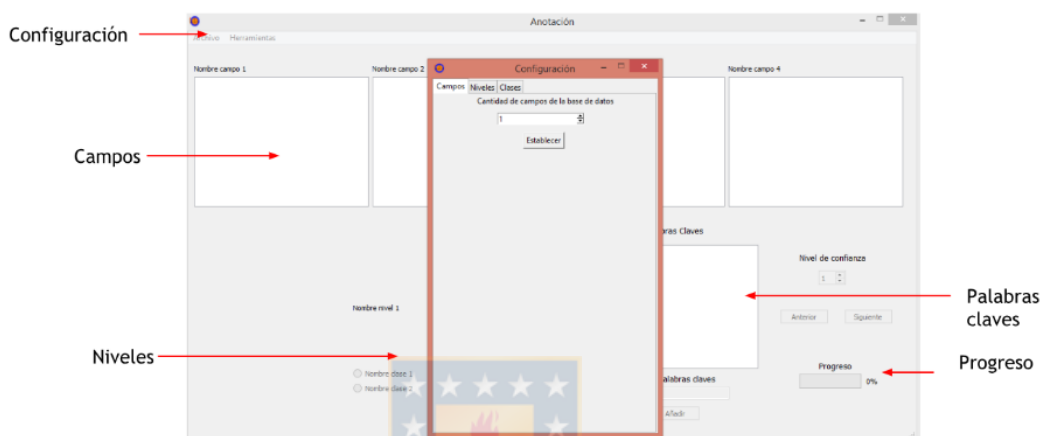 Anotación
Configuración
Archivo Herramientas
Nombre campo 1
Nombre campo 2
Configuración
Nombre campo 4
Campos Niveles Clases
Cantidad de campos de la base de datos
1
Establecer
Campos
bras Claves
Nivel de confianza
1
Palabras
claves
Nombre nivel 1
Anterior Siguiente
Niveles
Progreso
Progreso
0%
Nombre clase 1
Nombre clase 2
alabras claves
Añadir